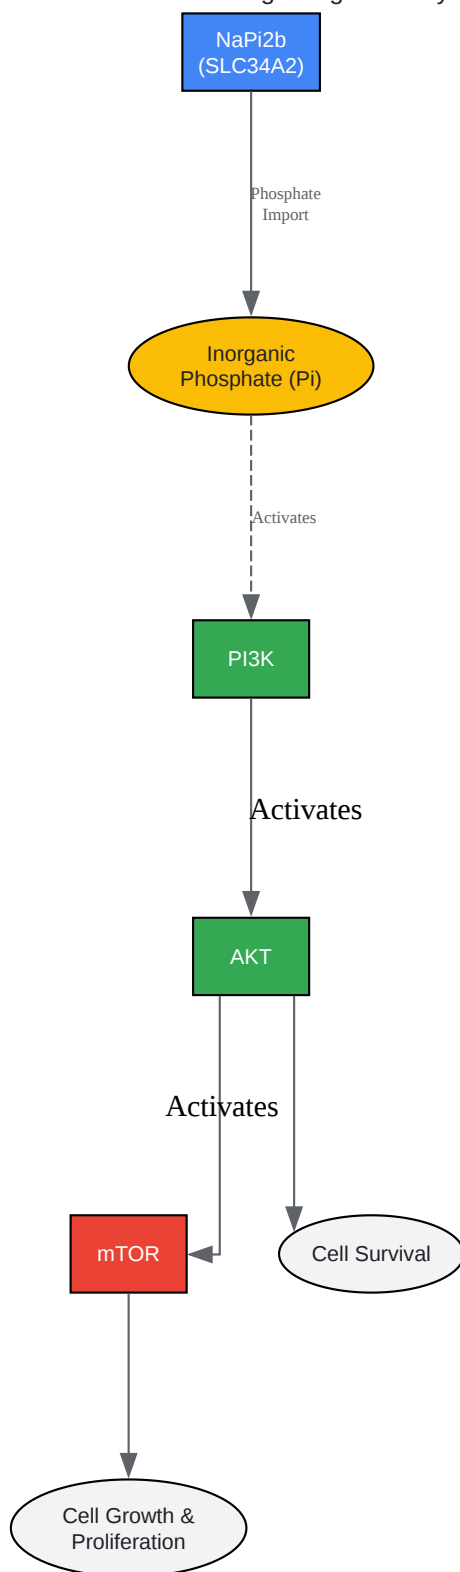 NaPi2b
(SLC34A2)
Phosphate
Import
Inorganic
Phosphate (Pi)
Activates
PI3K
Activates
AKT
Activates
mTOR
Cell Survival
Cell Growth &
Proliferation